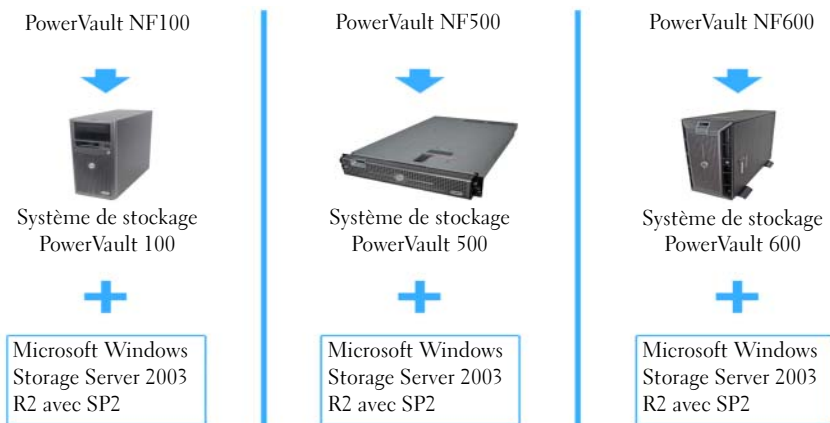 PowerVault NF100
Système de stockage
PowerVault 100
Microsoft Windows
Storage Server 2003
R2 avec SP2
PowerVault NF500
Système de stockage
PowerVault 500
Microsoft Windows
Storage Server 2003
R2 avec SP2
PowerVault NF600
Système de stockage
PowerVault 600
Microsoft Windows
Storage Server 2003
R2 avec SP2